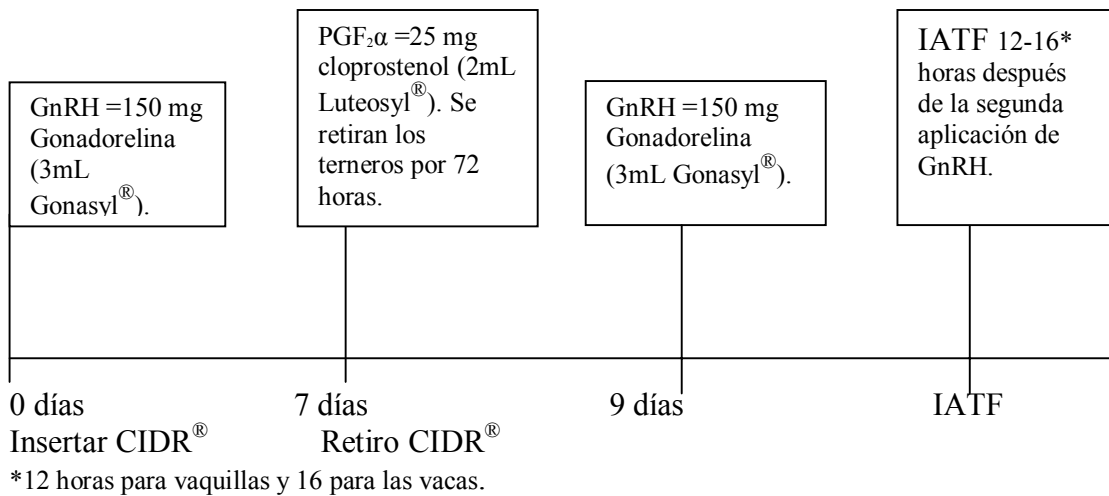 GnRH =150 mg
Gonadorelina
(3mL
Gonasyl®).
PGF₂α =25 mg
cloprostenol (2mL
Luteosyl®). Se
retiran los
terneros por 72
horas.
GnRH =150 mg
Gonadorelina
(3mL Gonasyl®).
IATF 12-16*
horas después
de la segunda
aplicación de
GnRH.
0 días
7 días
9 días
IATF
Insertar CIDR®
Retiro CIDR®
*12 horas para vaquillas y 16 para las vacas.